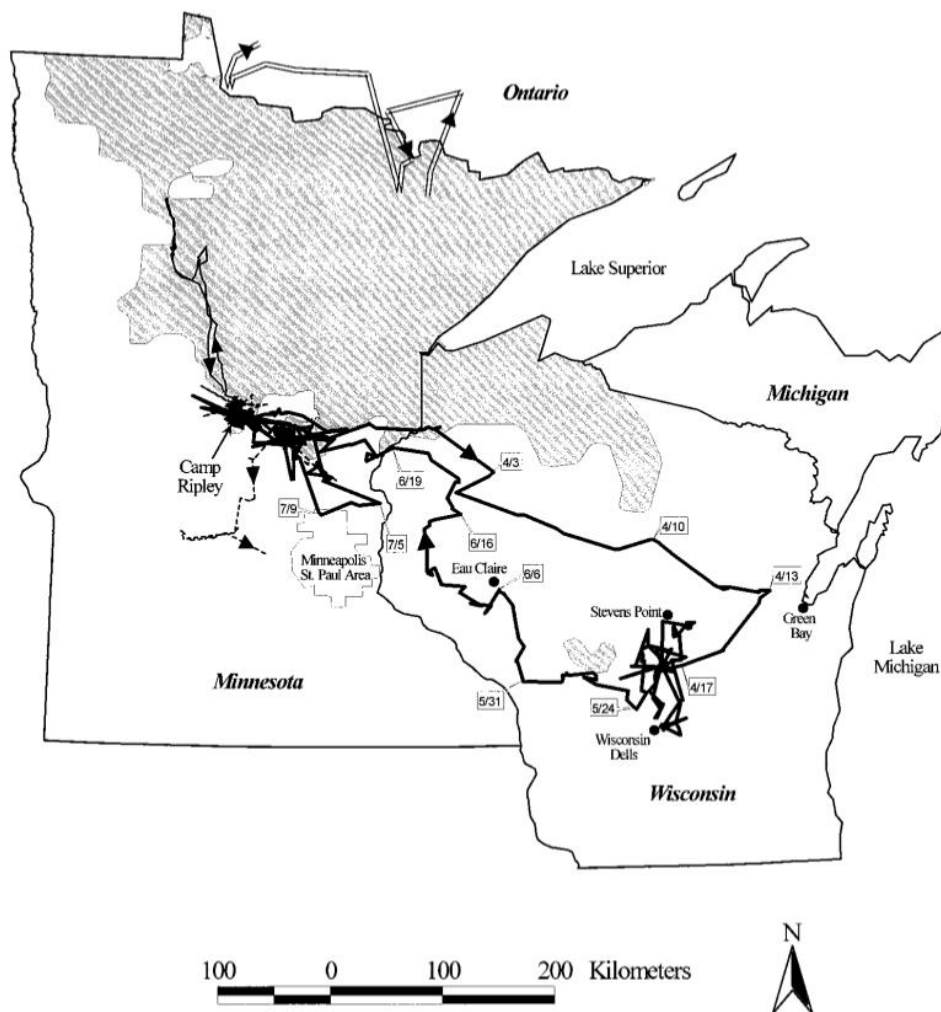 Ontario
Lake Superior
Michigan
Camp
Ripley
4/3
6/19
7/9
7/5
6/16
4/10
Minneapolis
St. Paul Area
Eau Claire
6/6
4/13
Stevens Point
Green
Bay
Lake
Michigan
Minnesota
4/17
5/31
5/24
Wisconsin
Dells
Wisconsin
N
100 0 100 200 Kilometers